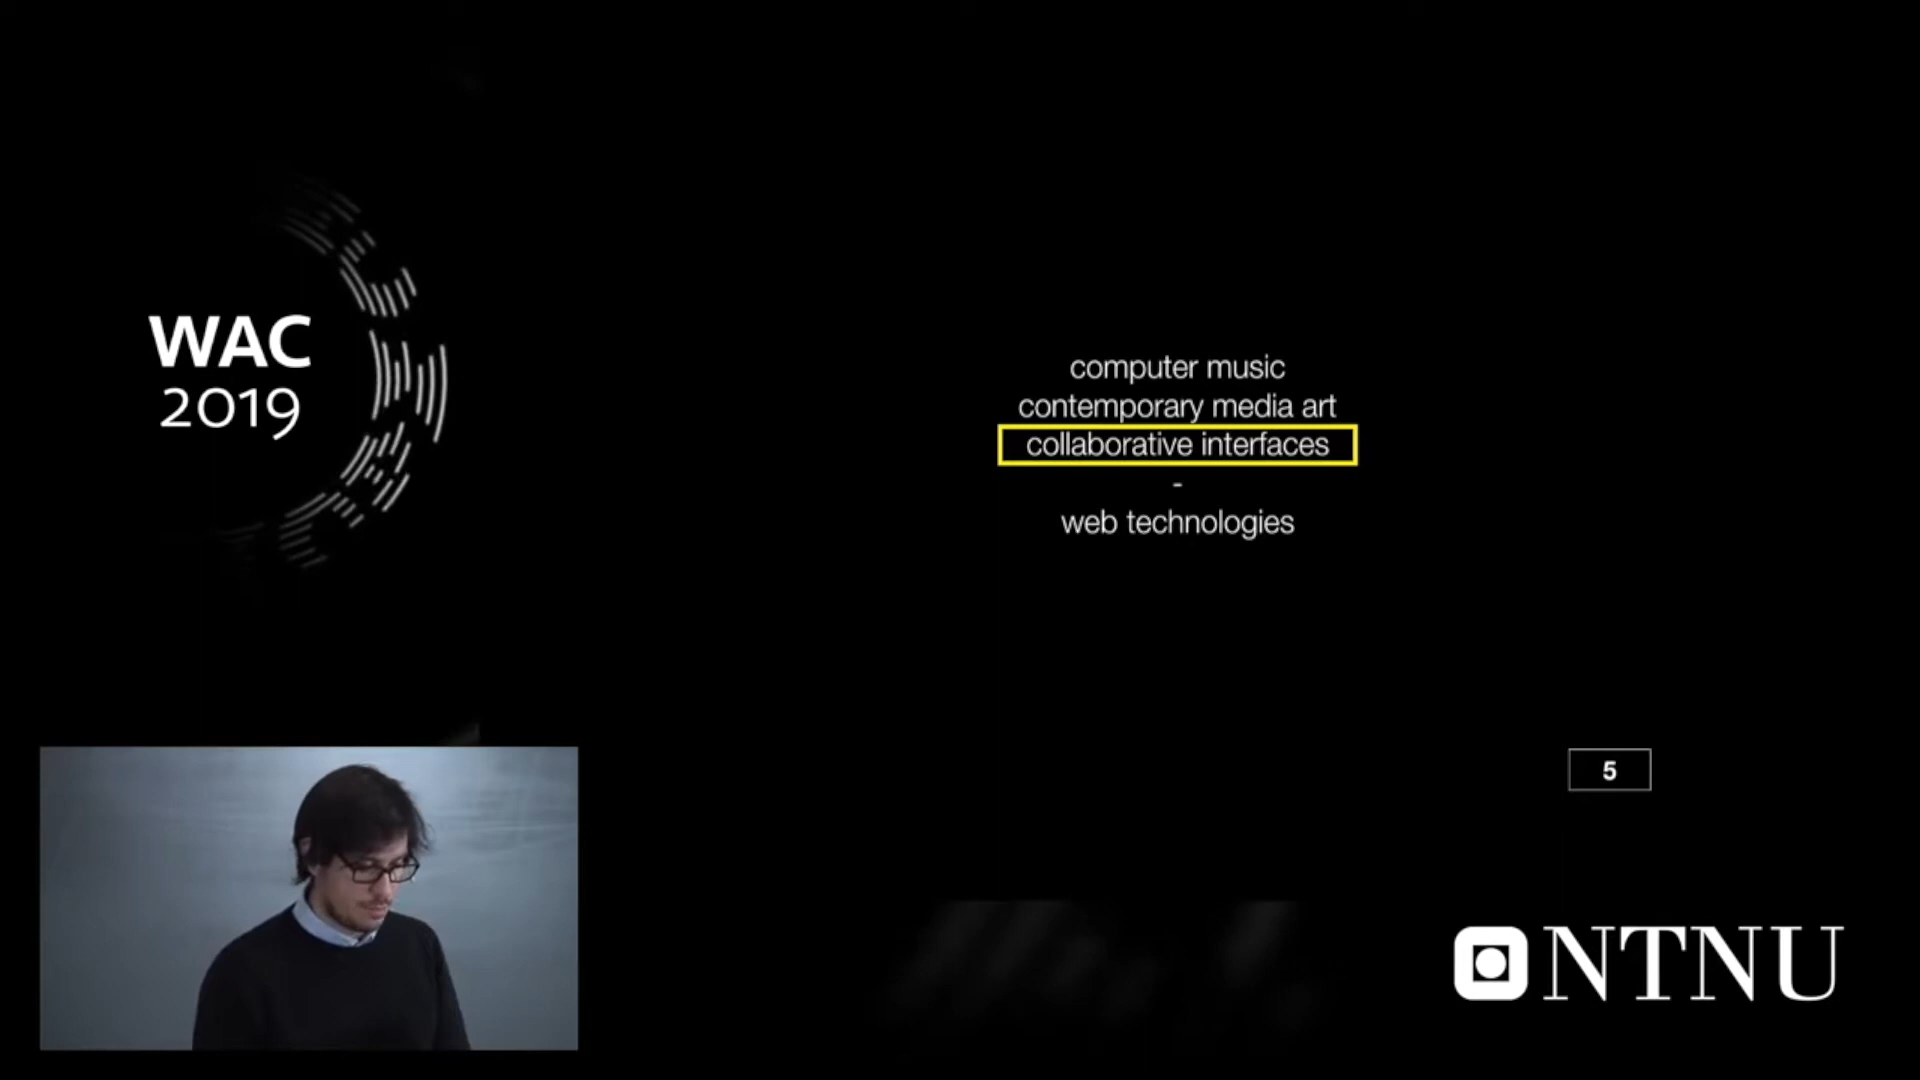 WAC
2019
computer music
contemporary media art
collaborative interfaces
-
web technologies
5
NTNU